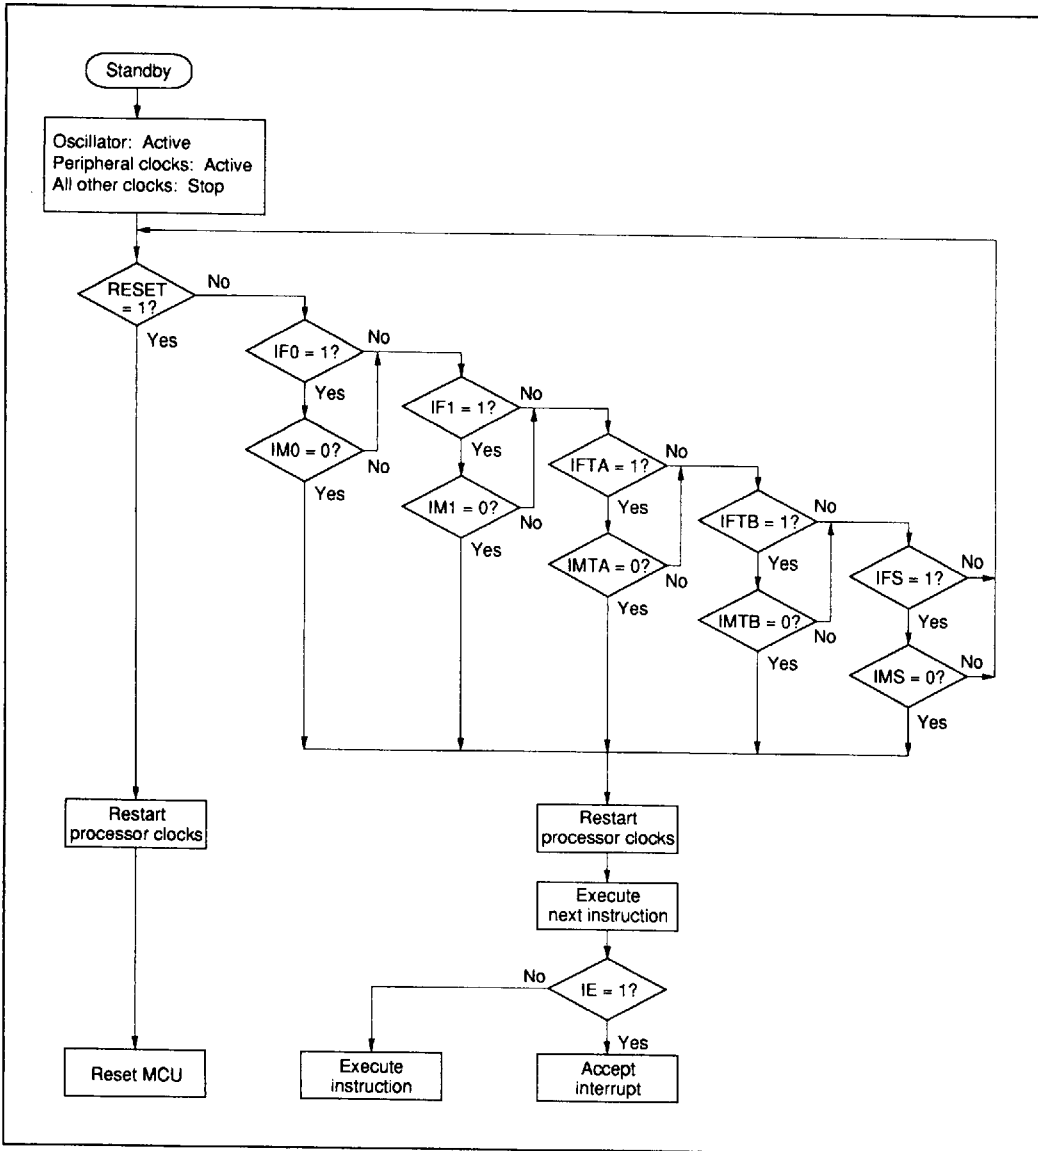 Standby
Oscillator: Active
Peripheral clocks: Active
All other clocks: Stop
RESET
= 1?
No
Yes
IF0 = 1?
No
Yes
IM0 = 0?
No
Yes
IF1 = 1?
No
Yes
IM1 = 0?
No
Yes
IFTA = 1?
No
Yes
IMTA = 0?
No
Yes
IFTB = 1?
No
Yes
IMTB = 0?
No
Yes
IFS = 1?
No
Yes
IMS = 0?
No
Yes
Restart
processor clocks
Reset MCU
Restart
processor clocks
Execute
next instruction
IE = 1?
No
Yes
Execute
instruction
Accept
interrupt